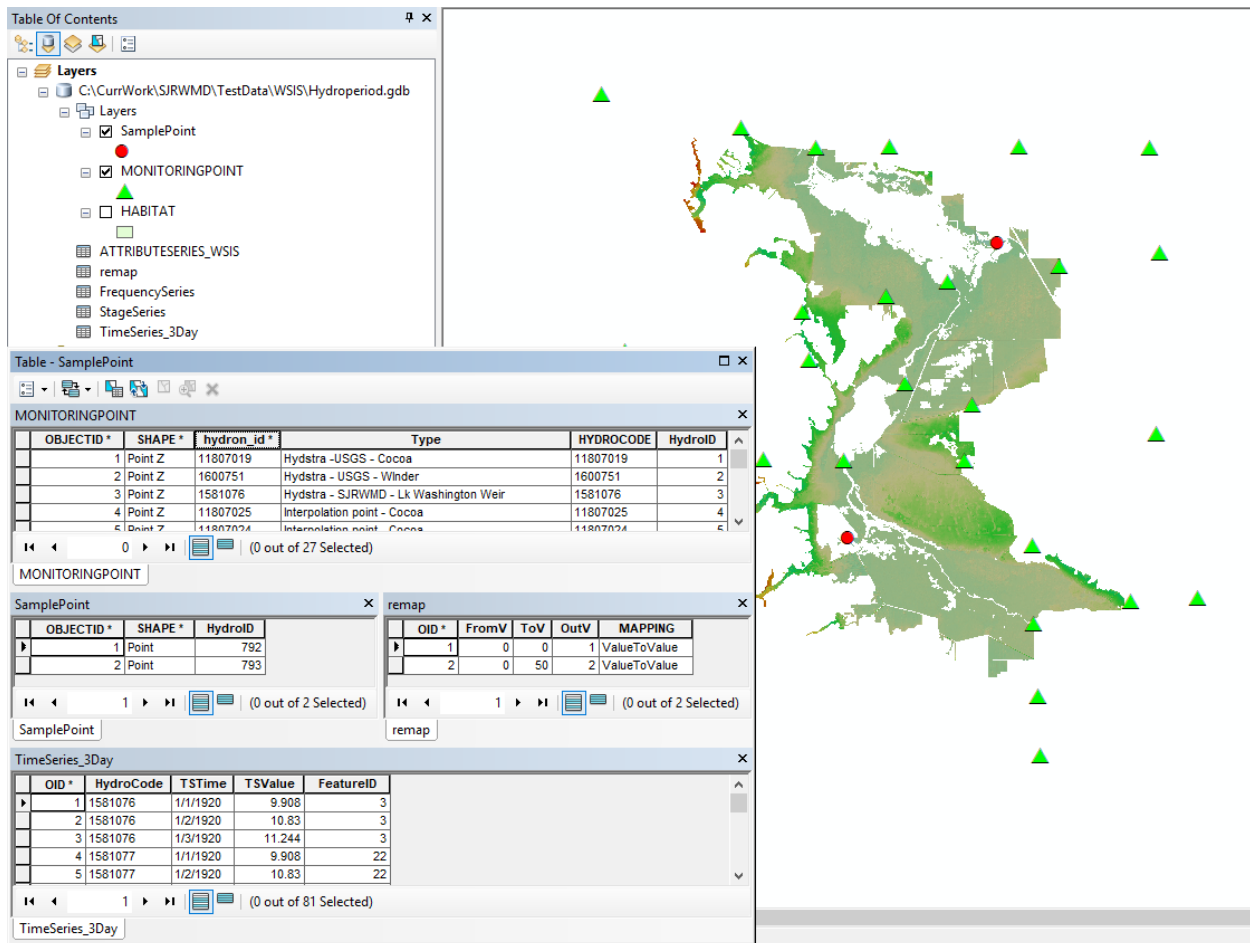 Table Of Contents
Layers
C:\CurrWork\SJRWMD\TestData\WSIS\Hydroperiod.gdb
Layers
SamplePoint
MONITORINGPOINT
HABITAT
ATTRIBUTESERIES_WSIS
remap
FrequencySeries
StageSeries
TimeSeries_3Day
Table - SamplePoint
MONITORINGPOINT
OBJECTID * SHAPE * hydron_id * Type HYDROCODE HydroID
1 Point Z 11807019 Hydstra -USGS - Cocoa 11807019 1
2 Point Z 1600751 Hydstra - USGS - WInder 1600751 2
3 Point Z 1581076 Hydstra - SJRWMD - Lk Washington Weir 1581076 3
4 Point Z 11807025 Interpolation point - Cocoa 11807025 4
5 Point Z 11807024 Interpolation point - Cocoa 11807024 5
0 (0 out of 27 Selected)
MONITORINGPOINT
SamplePoint
OBJECTID * SHAPE * HydroID
1 Point 792
2 Point 793
1 (0 out of 2 Selected)
SamplePoint
remap
OID * FromV ToV OutV MAPPING
1 0 0 1 ValueToValue
2 0 50 2 ValueToValue
1 (0 out of 2 Selected)
remap
TimeSeries_3Day
OID * HydroCode TSTime TSValue FeatureID
1 1581076 1/1/1920 9.908 3
2 1581076 1/2/1920 10.83 3
3 1581076 1/3/1920 11.244 3
4 1581077 1/1/1920 9.908 22
5 1581077 1/2/1920 10.83 22
1 (0 out of 81 Selected)
TimeSeries_3Day